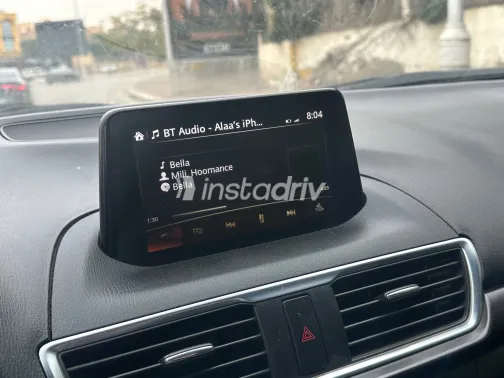 BT Audio - Alaa's iPh...
8:04
Bella
Mili, Hoomance
Bella
instadriv
1:30